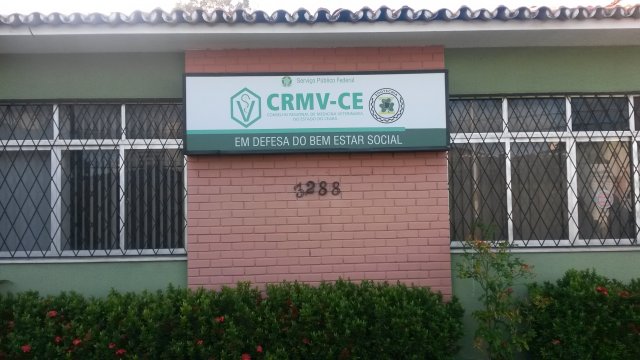 Serviço Público Federal
CRMV-CE
CONSELHO REGIONAL DE MEDICINA VETERINÁRIA
DO ESTADO DO CEARÁ
EM DEFESA DO BEM ESTAR SOCIAL
3288